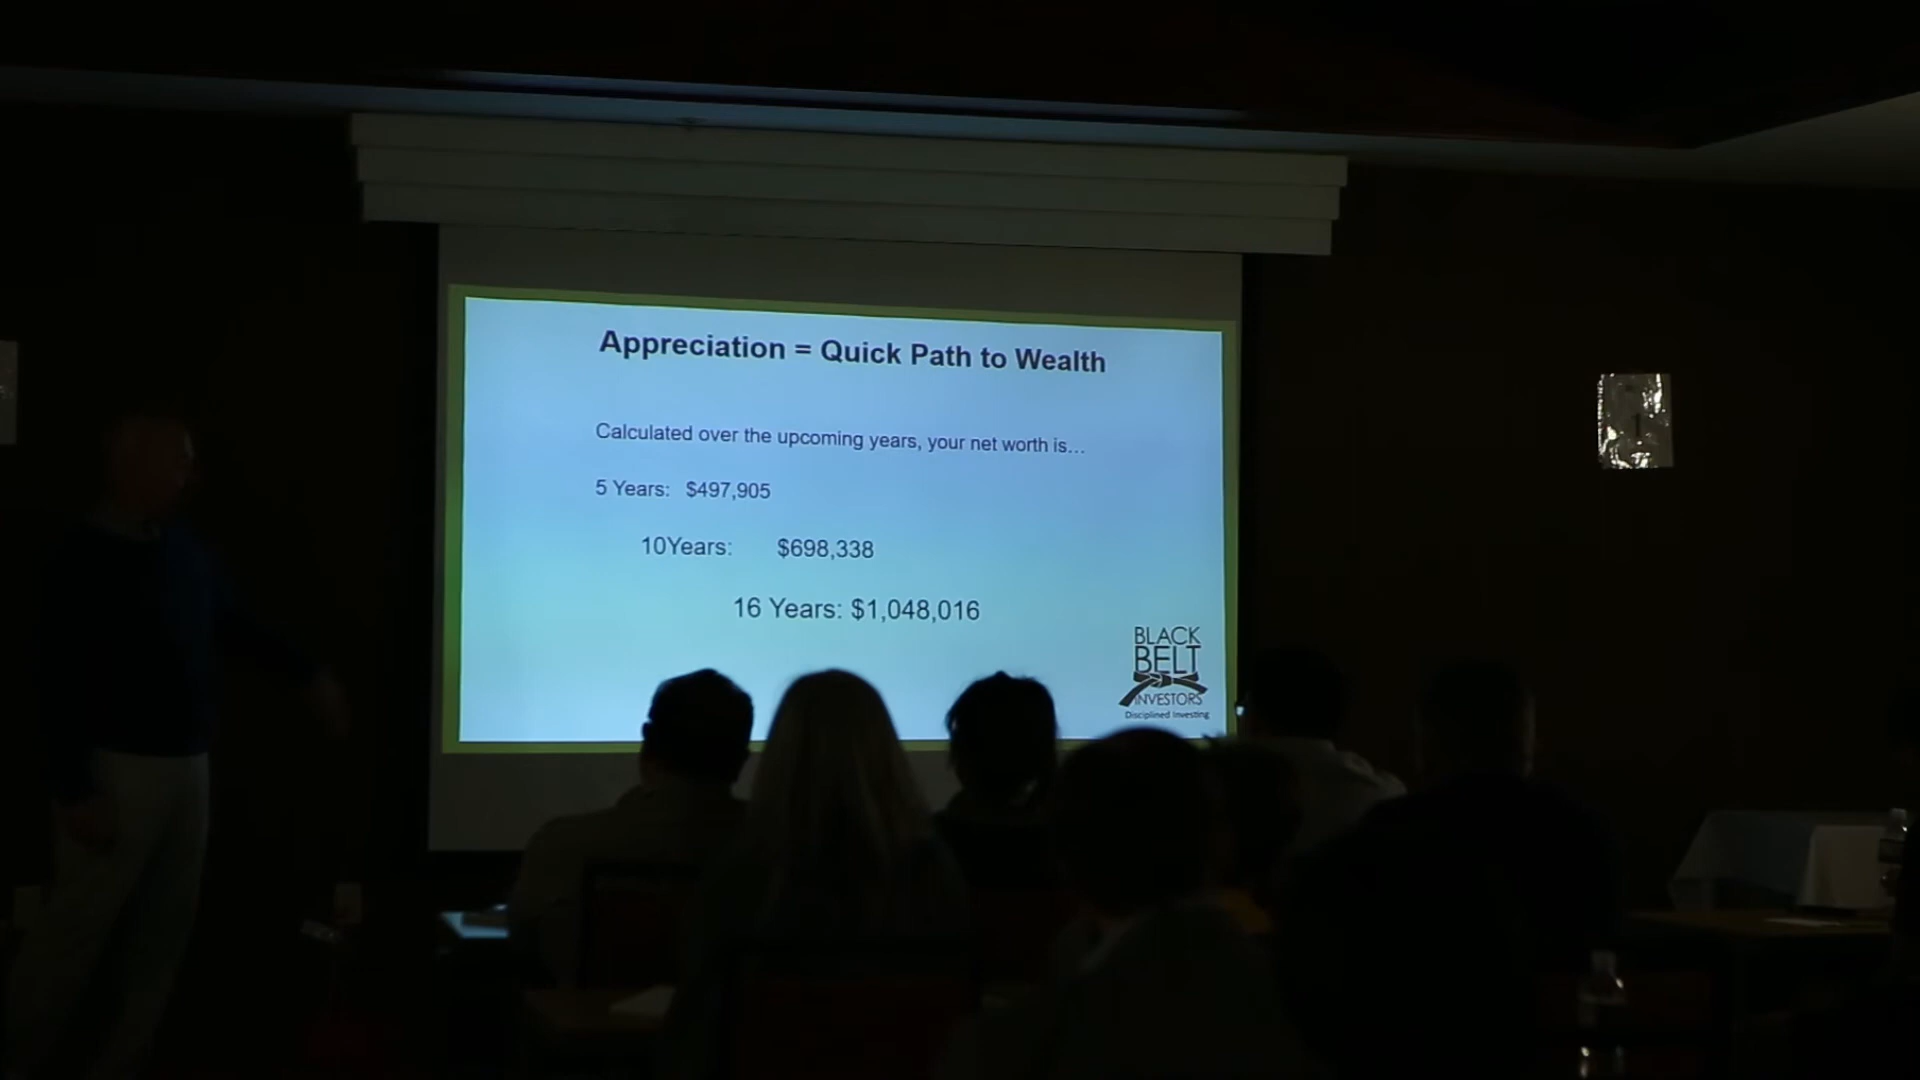 Appreciation = Quick Path to Wealth
Calculated over the upcoming years, your net worth is...
5 Years: $497,905
10Years: $698,338
16 Years: $1,048,016
BLACK
BELT
INVESTORS
Disciplined Investing